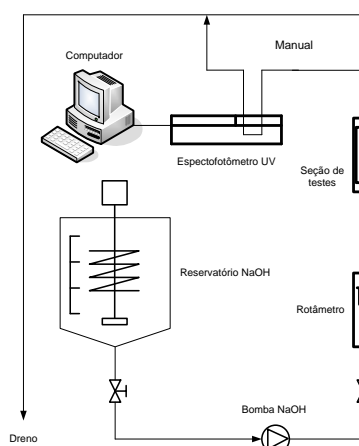 Manual
Computador
Espectofotômetro UV
Seção de
testes
Reservatório NaOH
Rotâmetro
Bomba NaOH
Dreno